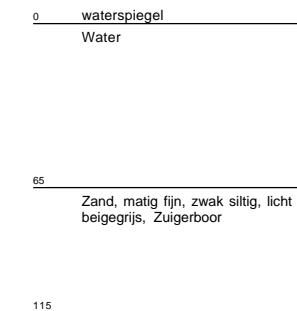 0 waterspiegel
Water
65
Zand, matig fijn, zwak siltig, licht
beigegrijs, Zuigerboor
115